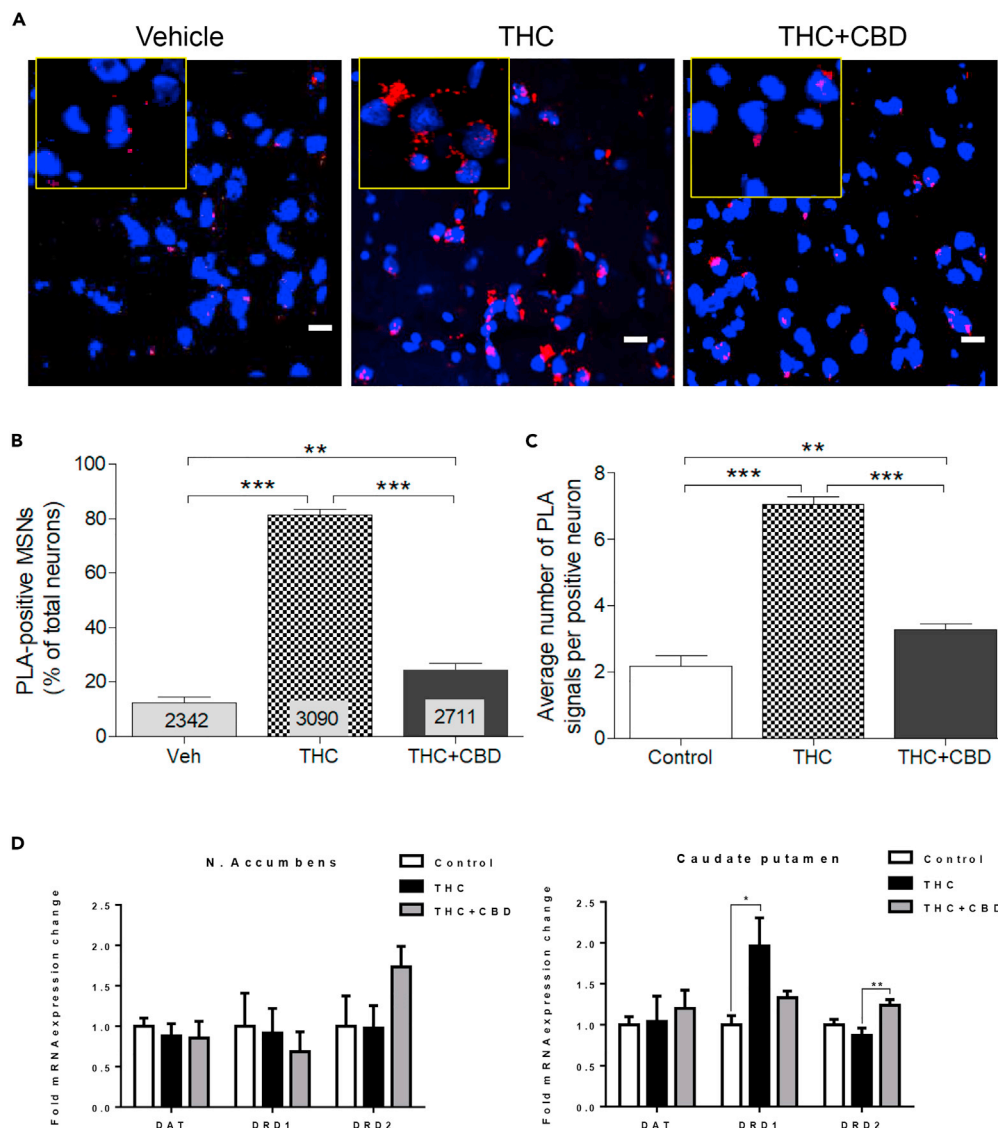 A
Vehicle
THC
THC+CBD
B
PLA-positive MSNs
(% of total neurons)
100
80
60
40
20
0
**
***
***
2342
3090
2711
Veh
THC
THC+CBD
C
Average number of PLA
signals per positive neuron
8
6
4
2
0
**
***
***
Control
THC
THC+CBD
D
N. Accumbens
Control
THC
THC+CBD
Fold mRNA expression change
2.5
2.0
1.5
1.0
0.5
0.0
DAT
DRD1
DRD2
Caudate putamen
Control
THC
THC+CBD
Fold mRNA expression change
2.5
2.0
1.5
1.0
0.5
0.0
*
**
DAT
DRD1
DRD2